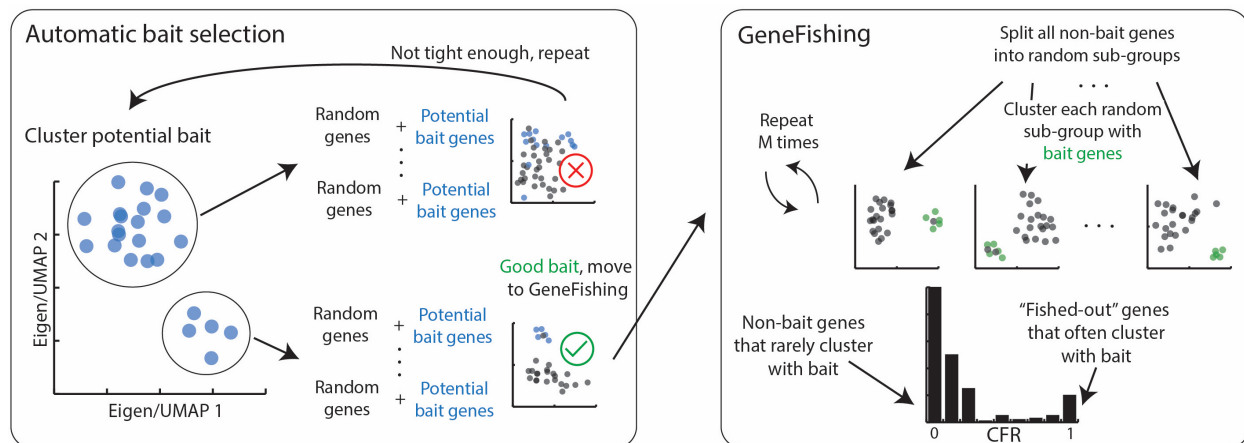 Automatic bait selection
Not tight enough, repeat
Cluster potential bait
Eigen/UMAP 2
Eigen/UMAP 1
Random
genes
+
Potential
bait genes
Random
genes
+
Potential
bait genes
Good bait, move
to GeneFishing
Random
genes
+
Potential
bait genes
Random
genes
+
Potential
bait genes
GeneFishing
Split all non-bait genes
into random sub-groups
. . .
Cluster each random
sub-group with
bait genes
Repeat
M times
. . .
Non-bait genes
that rarely cluster
with bait
“Fished-out” genes
that often cluster
with bait
0
1
CFR